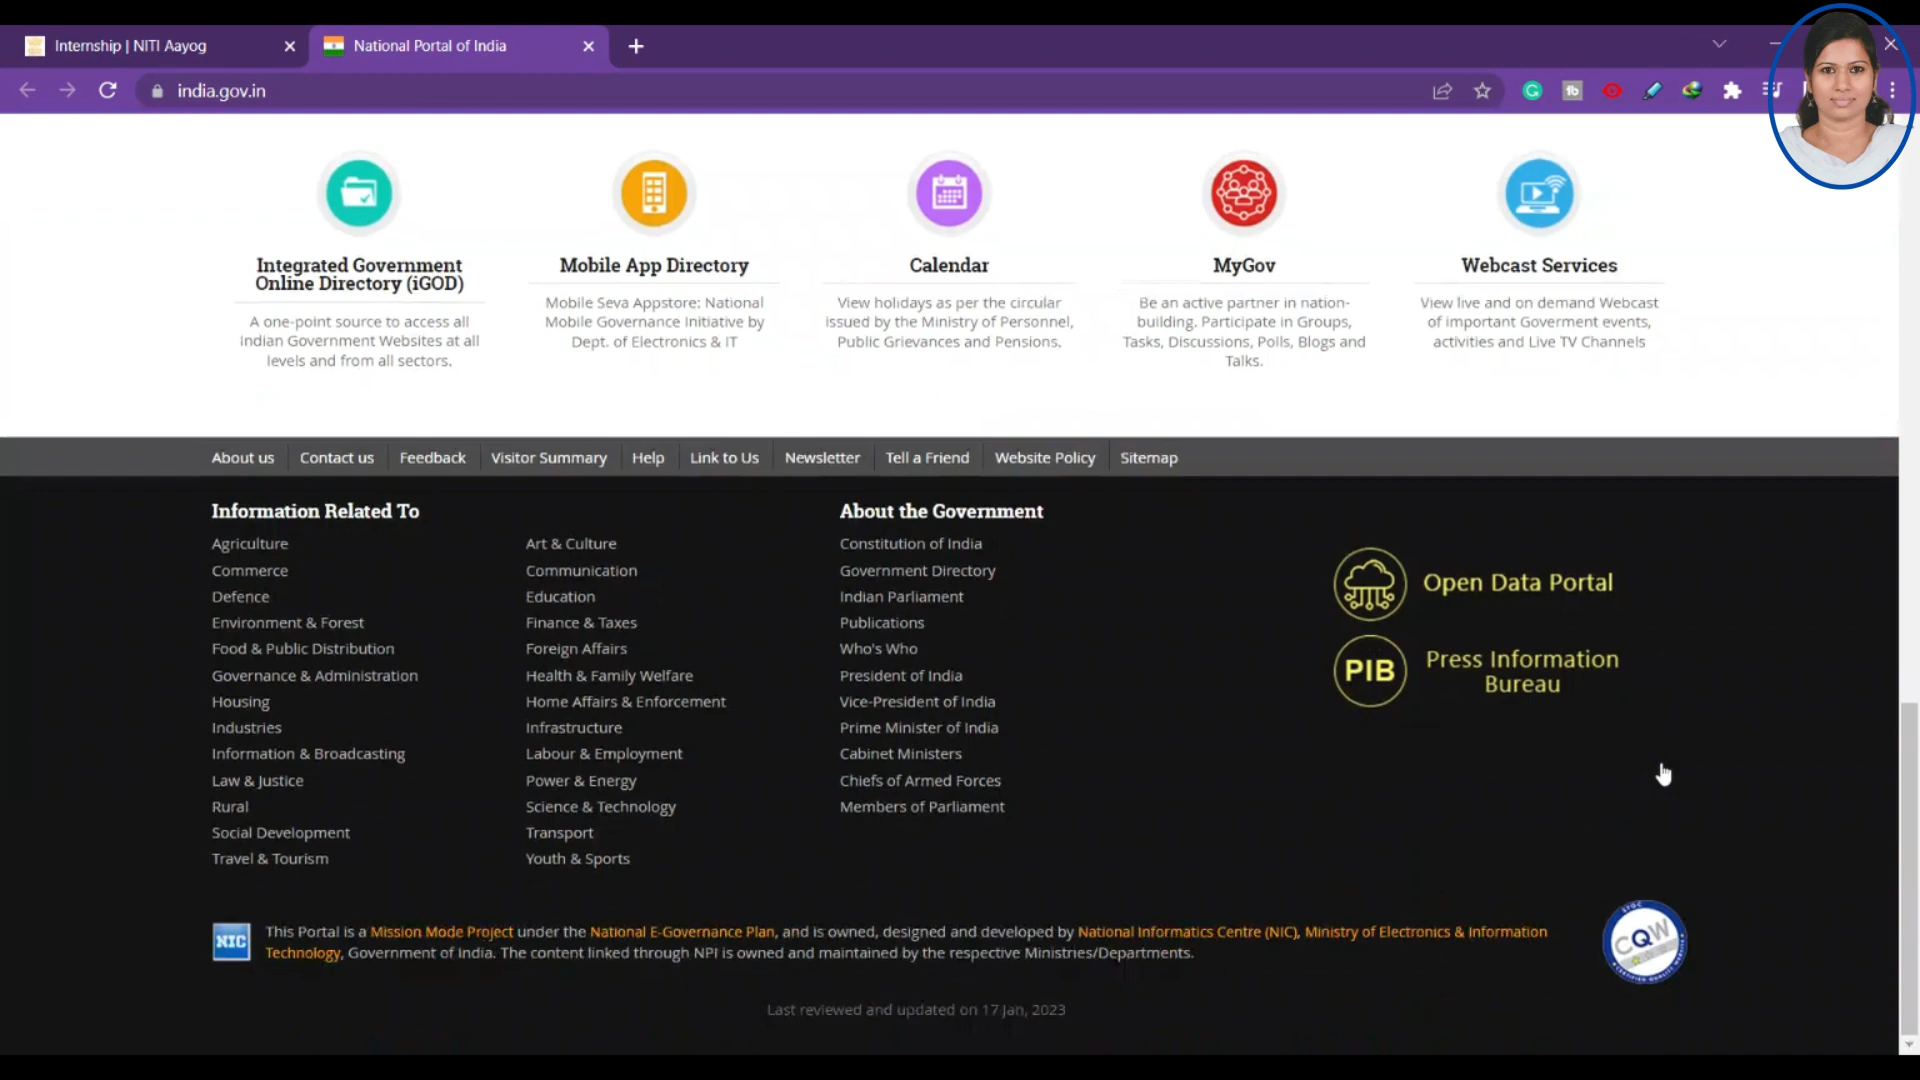 Internship | NITI Aayog
National Portal of India
india.gov.in
Integrated Government
Online Directory (iGOD)
A one-point source to access all
Indian Government Websites at all
levels and from all sectors.
Mobile App Directory
Mobile Seva Appstore: National
Mobile Governance Initiative by
Dept. of Electronics & IT
Calendar
View holidays as per the circular
issued by the Ministry of Personnel,
Public Grievances and Pensions.
MyGov
Be an active partner in nation-
building. Participate in Groups,
Tasks, Discussions, Polls, Blogs and
Talks.
Webcast Services
View live and on demand Webcast
of important Goverment events,
activities and Live TV Channels
About us
Contact us
Feedback
Visitor Summary
Help
Link to Us
Newsletter
Tell a Friend
Website Policy
Sitemap
Information Related To
Agriculture
Commerce
Defence
Environment & Forest
Food & Public Distribution
Governance & Administration
Housing
Industries
Information & Broadcasting
Law & Justice
Rural
Social Development
Travel & Tourism
Art & Culture
Communication
Education
Finance & Taxes
Foreign Affairs
Health & Family Welfare
Home Affairs & Enforcement
Infrastructure
Labour & Employment
Power & Energy
Science & Technology
Transport
Youth & Sports
About the Government
Constitution of India
Government Directory
Indian Parliament
Publications
Who's Who
President of India
Vice-President of India
Prime Minister of India
Cabinet Ministers
Chiefs of Armed Forces
Members of Parliament
Open Data Portal
PIB
Press Information
Bureau
NIC
This Portal is a Mission Mode Project under the National E-Governance Plan, and is owned, designed and developed by National Informatics Centre (NIC), Ministry of Electronics & Information
Technology, Government of India. The content linked through NPI is owned and maintained by the respective Ministries/Departments.
STQC
CQW
CERTIFIED QUALITY WEBSITE
Last reviewed and updated on 17 Jan, 2023